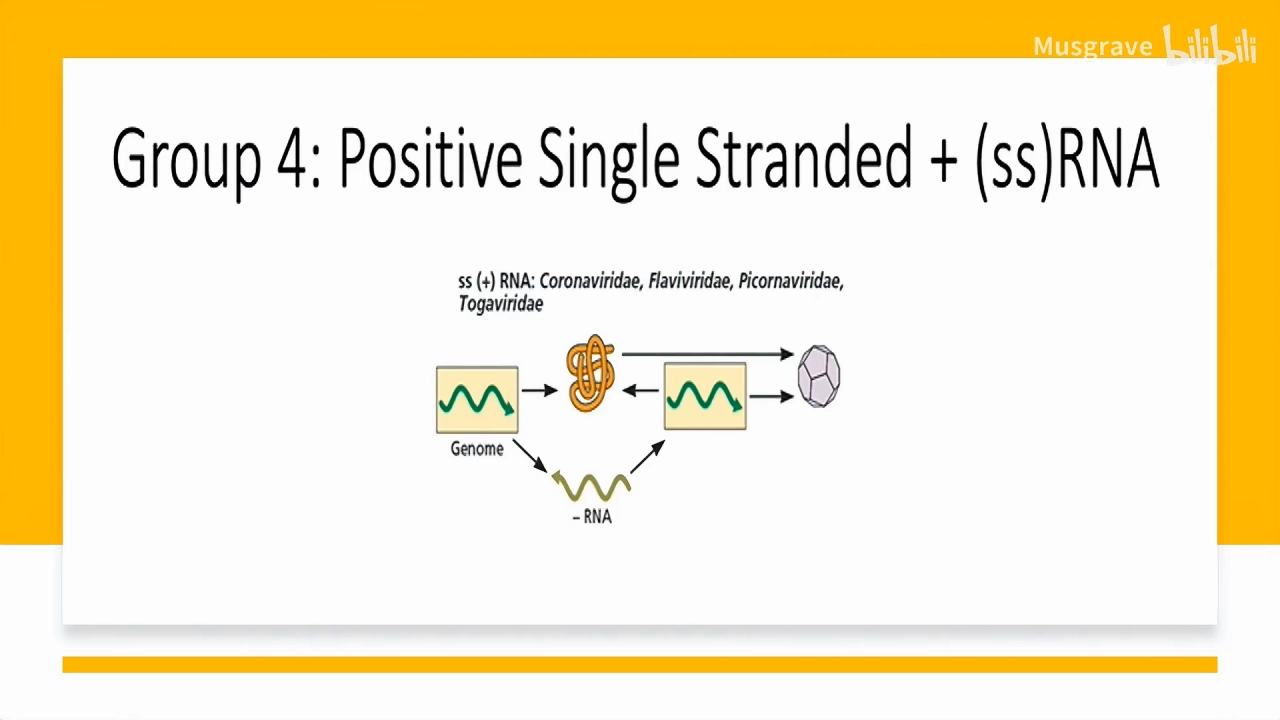 Musgrave bilibili
Group 4: Positive Single Stranded + (ss)RNA
ss (+) RNA: Coronaviridae, Flaviviridae, Picornaviridae,
Togaviridae
Genome
– RNA